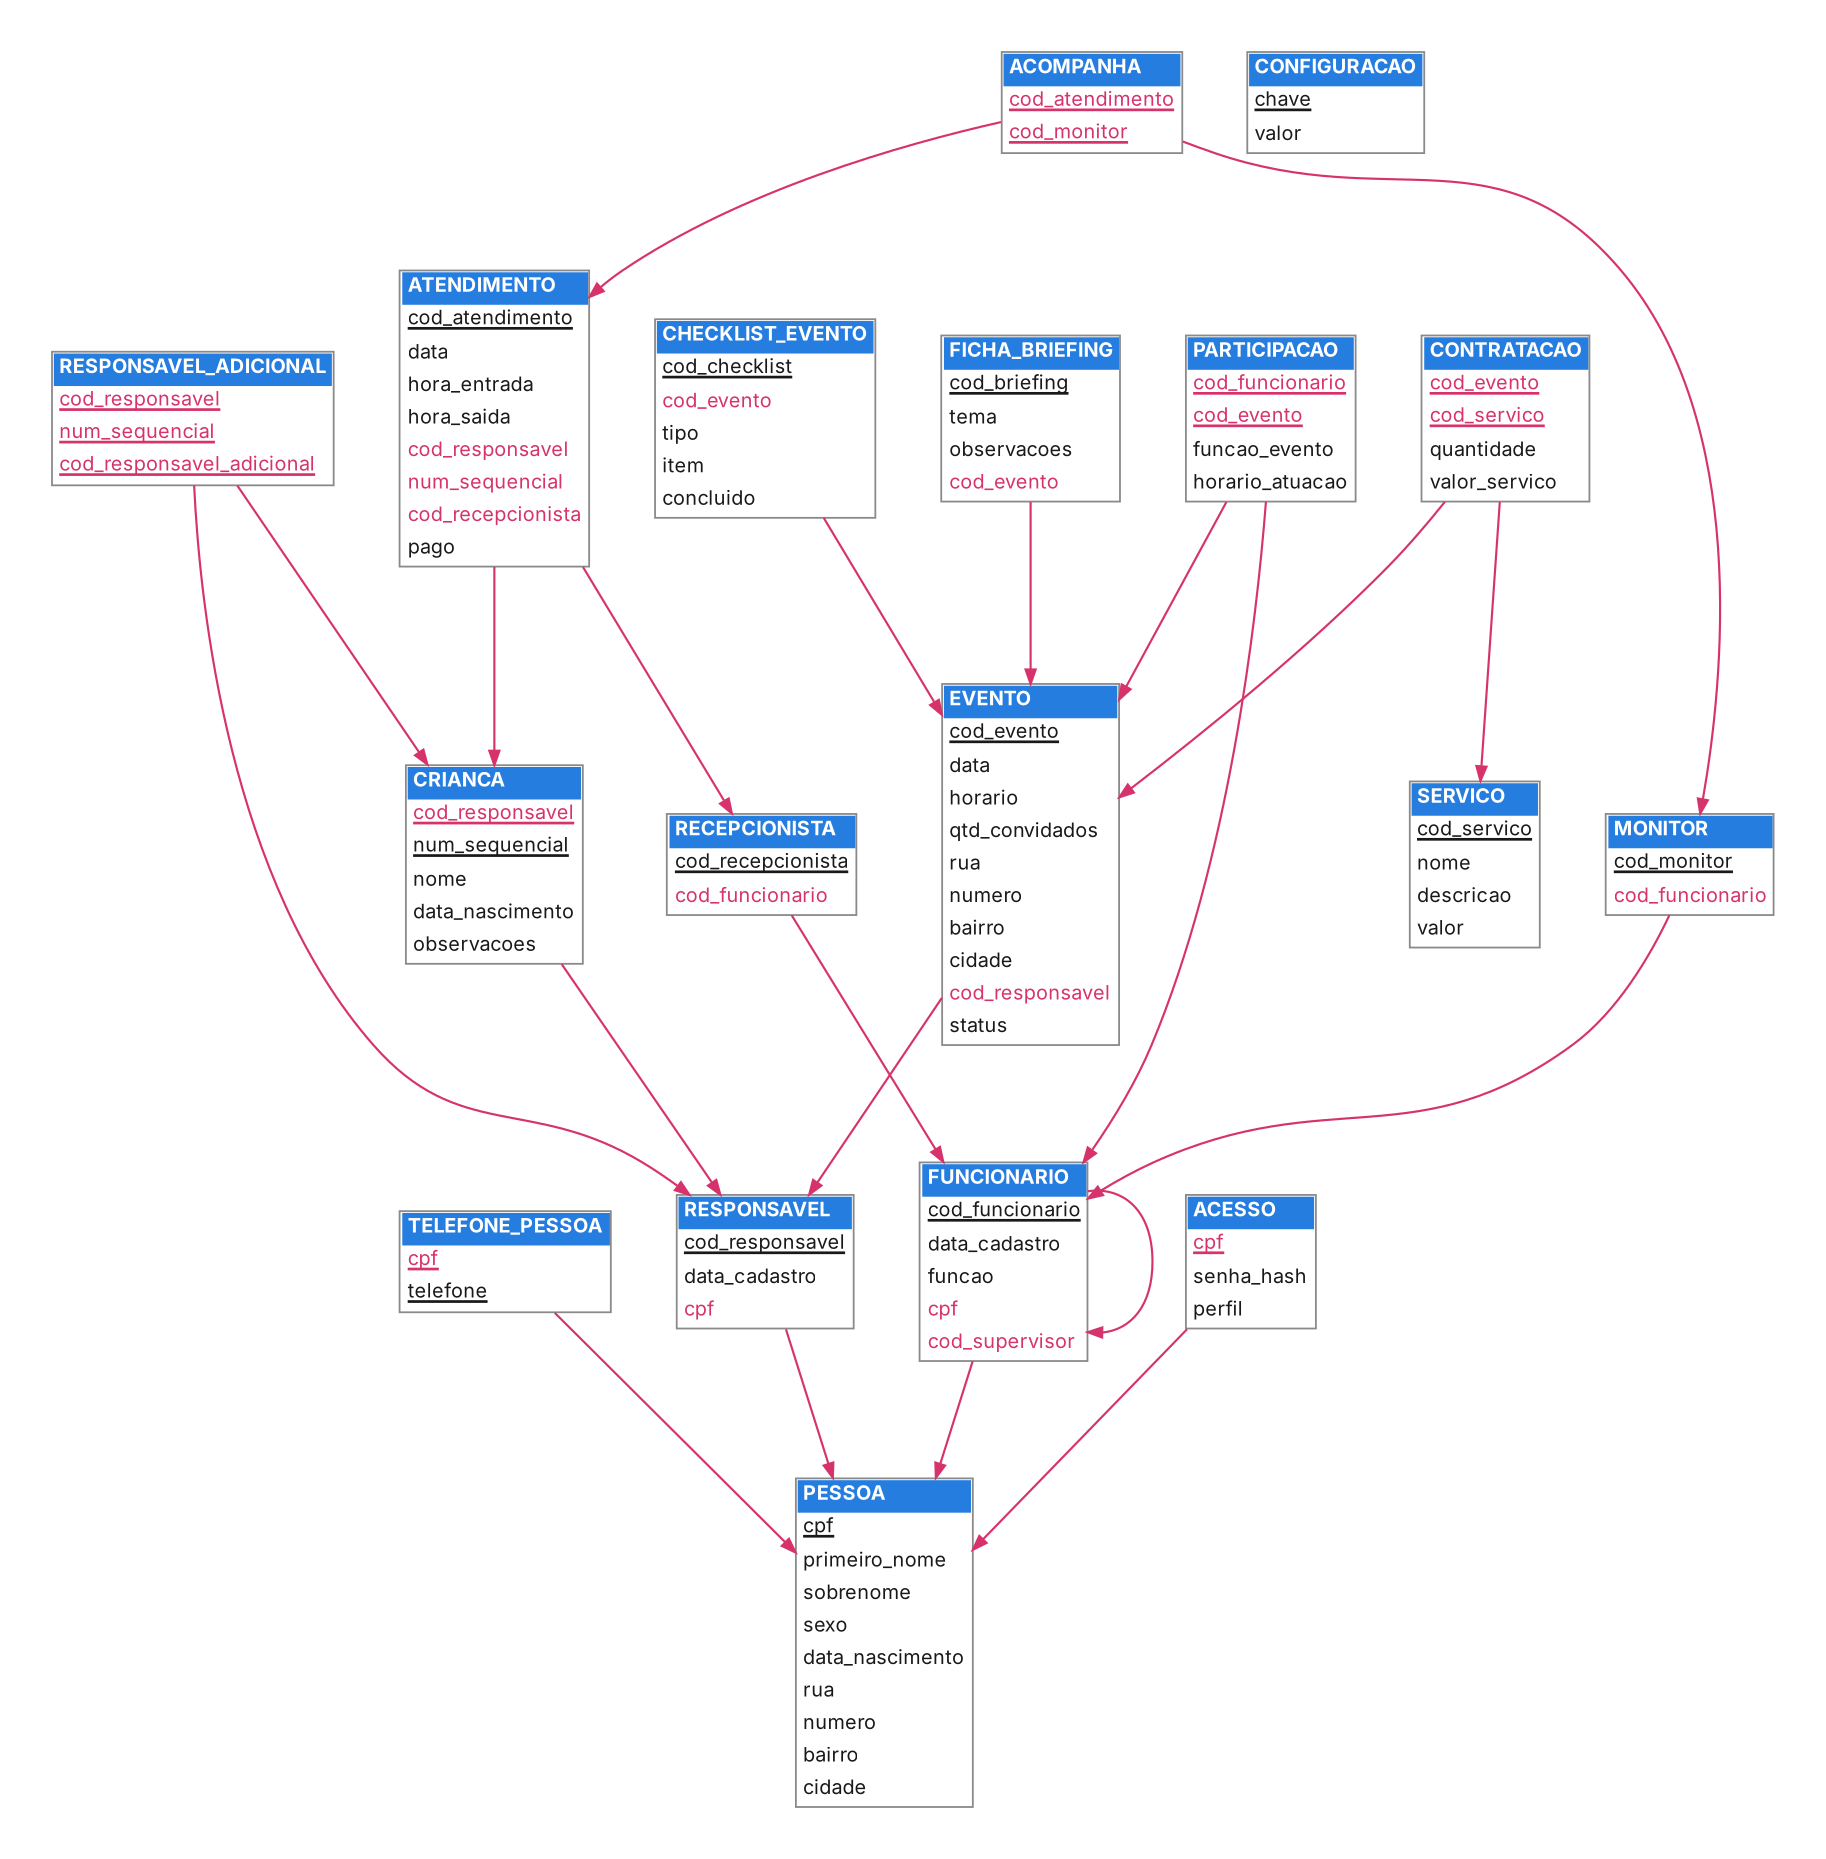 ACOMPANHA
cod_atendimento
cod_monitor
CONFIGURACAO
chave
valor
ATENDIMENTO
cod_atendimento
data
hora_entrada
hora_saida
cod_responsavel
num_sequencial
cod_recepcionista
pago
RESPONSAVEL_ADICIONAL
cod_responsavel
num_sequencial
cod_responsavel_adicional
CHECKLIST_EVENTO
cod_checklist
cod_evento
tipo
item
concluido
FICHA_BRIEFING
cod_briefing
tema
observacoes
cod_evento
PARTICIPACAO
cod_funcionario
cod_evento
funcao_evento
horario_atuacao
CONTRATACAO
cod_evento
cod_servico
quantidade
valor_servico
EVENTO
cod_evento
data
horario
qtd_convidados
rua
numero
bairro
cidade
cod_responsavel
status
CRIANCA
cod_responsavel
num_sequencial
nome
data_nascimento
observacoes
RECEPCIONISTA
cod_recepcionista
cod_funcionario
SERVICO
cod_servico
nome
descricao
valor
MONITOR
cod_monitor
cod_funcionario
TELEFONE_PESSOA
cpf
telefone
RESPONSAVEL
cod_responsavel
data_cadastro
cpf
FUNCIONARIO
cod_funcionario
data_cadastro
funcao
cpf
cod_supervisor
ACESSO
cpf
senha_hash
perfil
PESSOA
cpf
primeiro_nome
sobrenome
sexo
data_nascimento
rua
numero
bairro
cidade